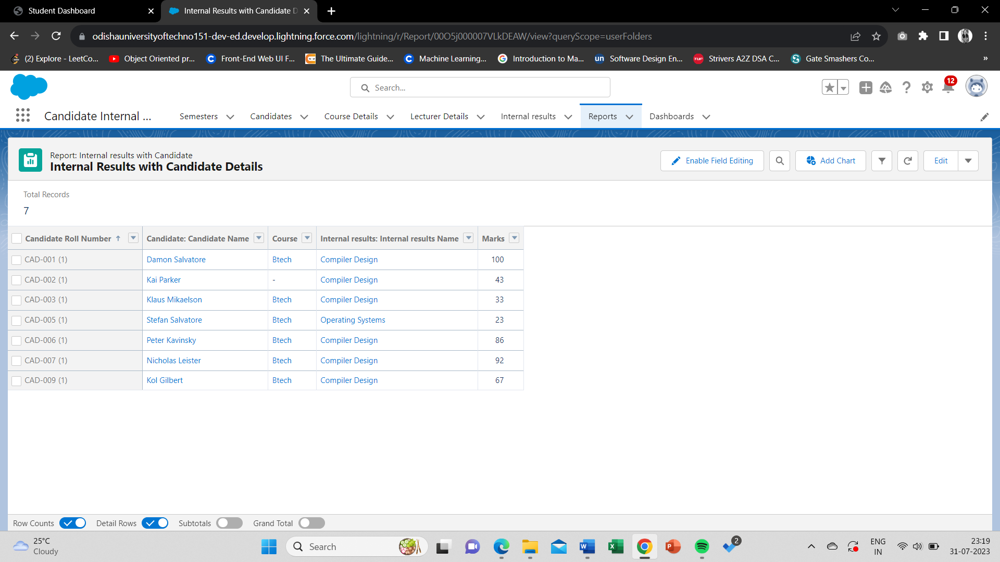 Student Dashboard
Internal Results with Candidate D
odishauniversityoftechno151-dev-ed.develop.lightning.force.com/lightning/r/Report/00O5j000007VLkDEAW/view?queryScope=userFolders
(2) Explore - LeetCo... Object Oriented pr... Front-End Web UI F... The Ultimate Guide... Machine Learning... Introduction to Ma... un Software Design En... TUF Strivers A2Z DSA C... Gate Smashers Co... »
Search...
12
Candidate Internal ... Semesters Candidates Course Details Lecturer Details Internal results Reports Dashboards
Report: Internal results with Candidate
Internal Results with Candidate Details
Enable Field Editing Add Chart Edit
Total Records
7
Candidate Roll Number ↑ Candidate: Candidate Name Course Internal results: Internal results Name Marks
CAD-001 (1) Damon Salvatore Btech Compiler Design 100
CAD-002 (1) Kai Parker - Compiler Design 43
CAD-003 (1) Klaus Mikaelson Btech Compiler Design 33
CAD-005 (1) Stefan Salvatore Btech Operating Systems 23
CAD-006 (1) Peter Kavinsky Btech Compiler Design 86
CAD-007 (1) Nicholas Leister Btech Compiler Design 92
CAD-009 (1) Kol Gilbert Btech Compiler Design 67
Row Counts Detail Rows Subtotals Grand Total
25°C
Cloudy
Search
2
ENG
IN
23:19
31-07-2023